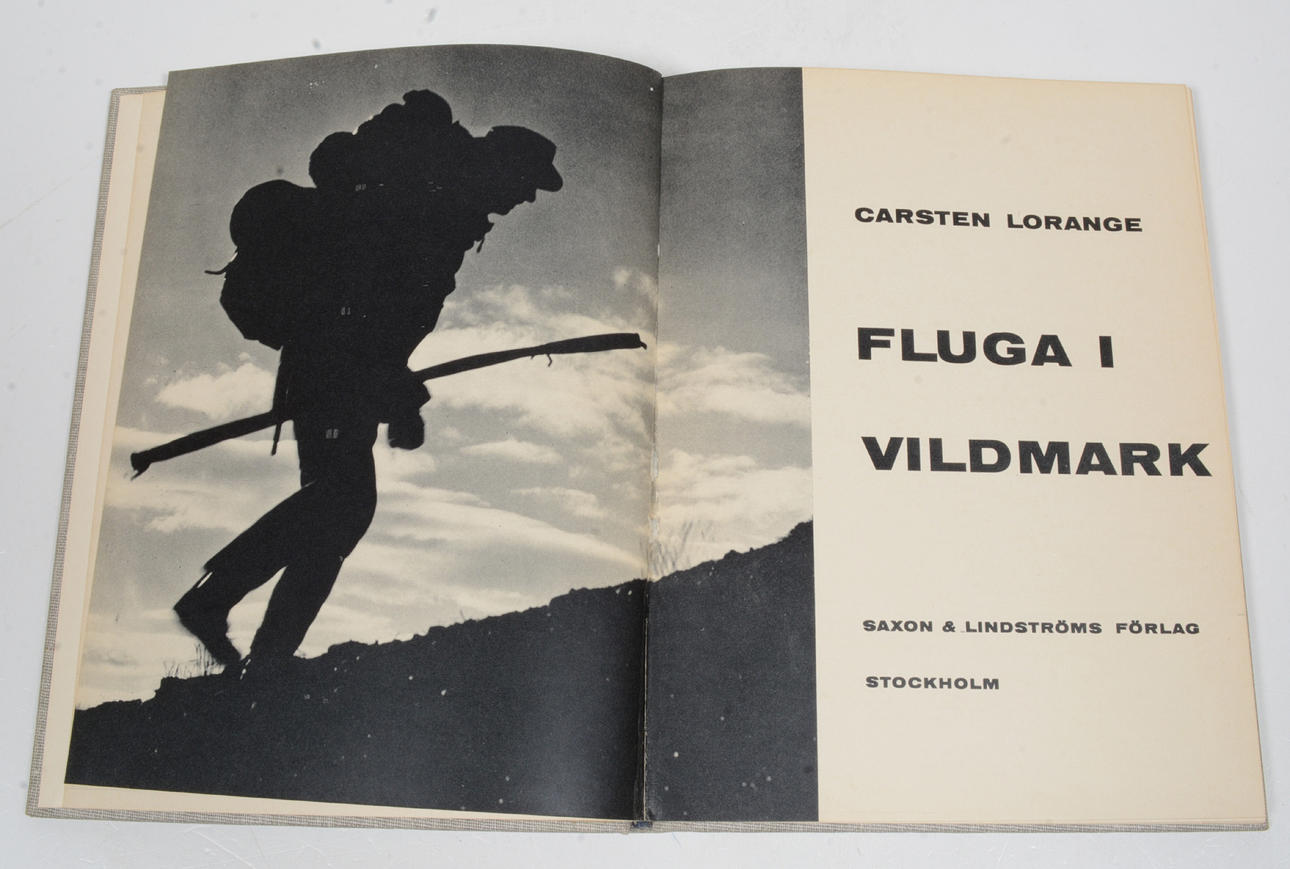 CARSTEN LORANGE
FLUGA I
VILDMARK
SAXON & LINDSTRÖMS FÖRLAG
STOCKHOLM